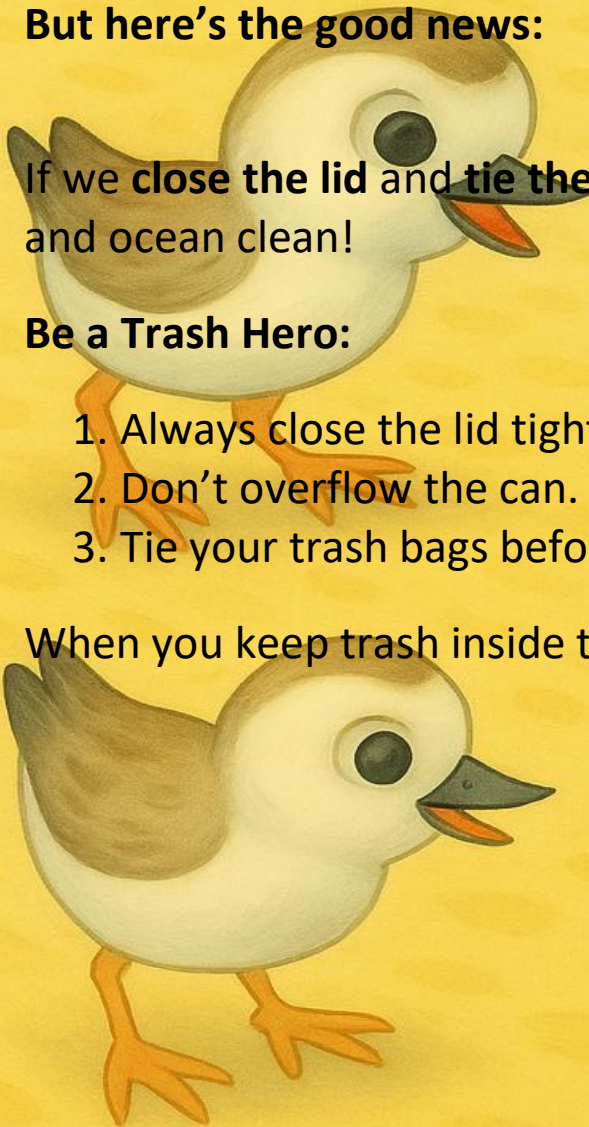 But here’s the good news:
If we close the lid and tie the
and ocean clean!
Be a Trash Hero:
1. Always close the lid tigh
2. Don’t overflow the can.
3. Tie your trash bags befo
When you keep trash inside t